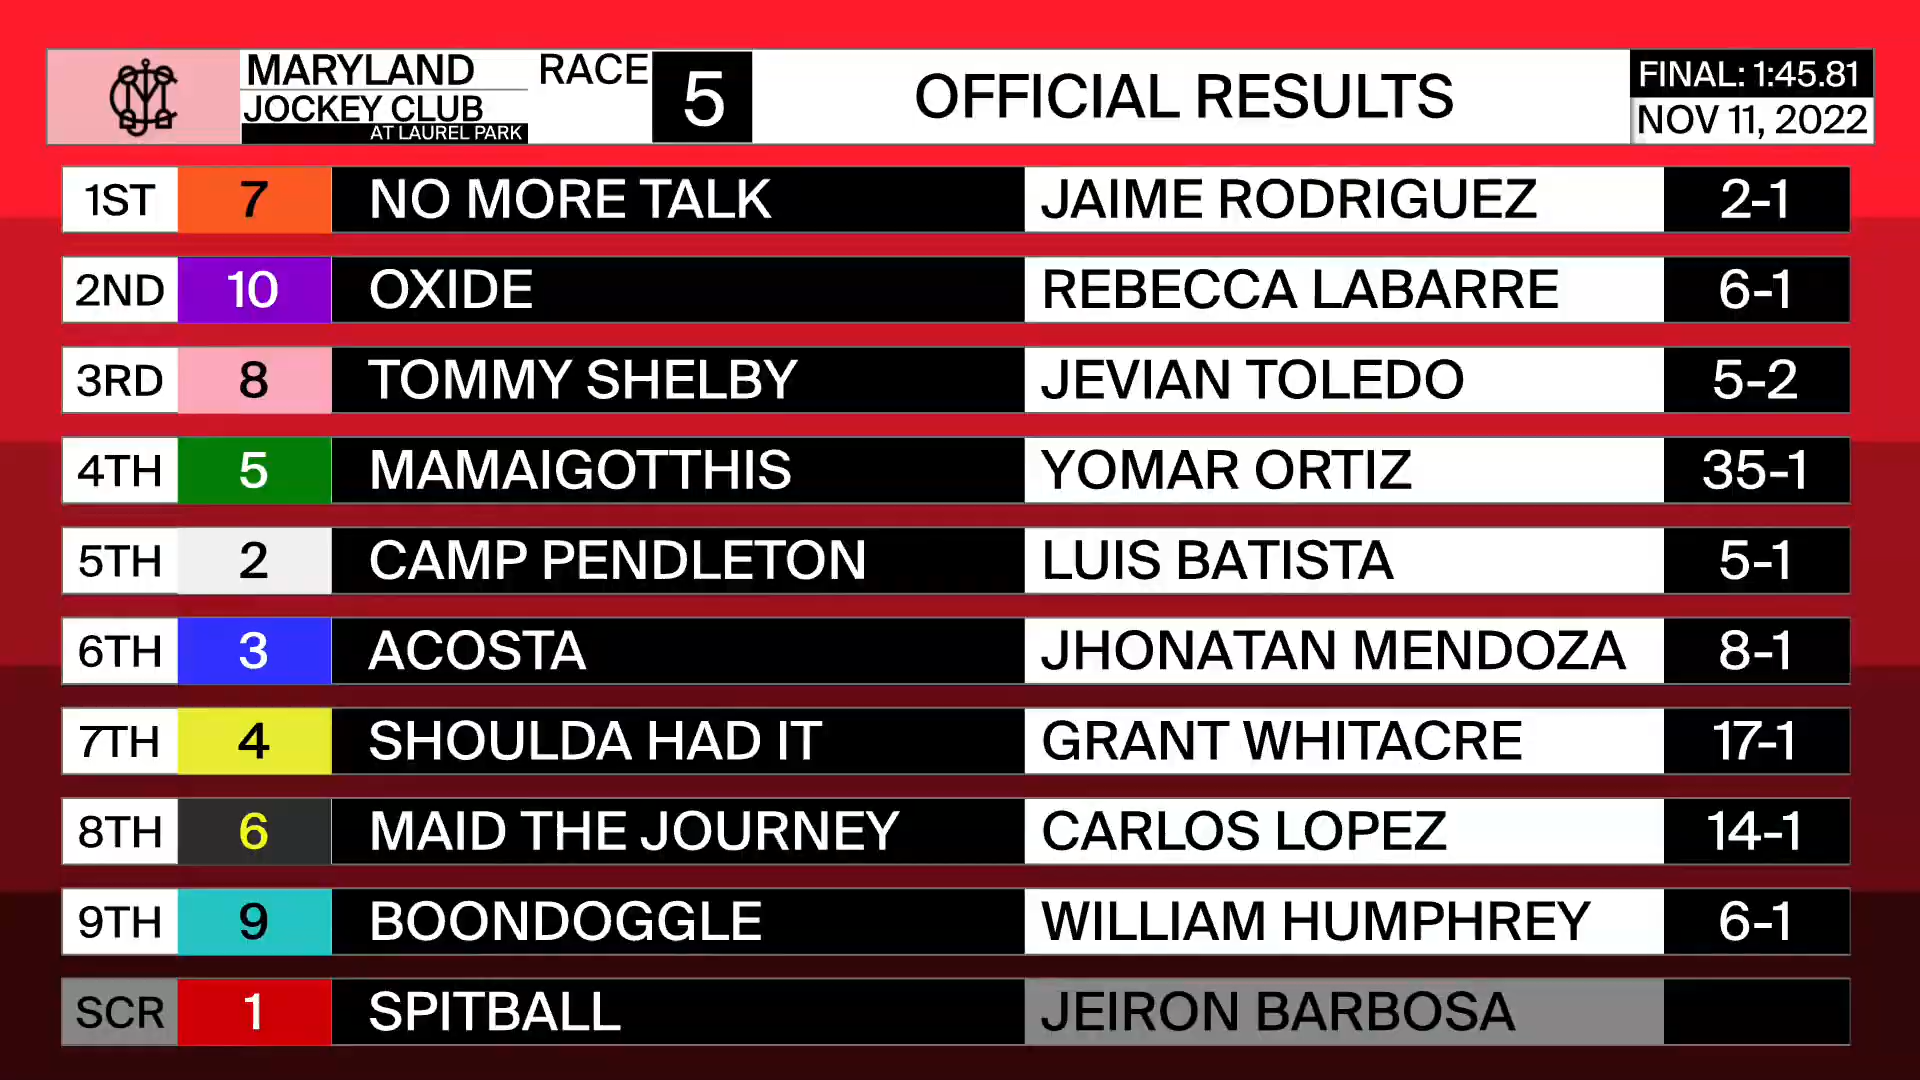 MARYLAND
JOCKEY CLUB
AT LAUREL PARK
RACE 5
OFFICIAL RESULTS
FINAL: 1:45.81
NOV 11, 2022
1ST 7 NO MORE TALK JAIME RODRIGUEZ 2-1
2ND 10 OXIDE REBECCA LABARRE 6-1
3RD 8 TOMMY SHELBY JEVIAN TOLEDO 5-2
4TH 5 MAMAIGOTTHIS YOMAR ORTIZ 35-1
5TH 2 CAMP PENDLETON LUIS BATISTA 5-1
6TH 3 ACOSTA JHONATAN MENDOZA 8-1
7TH 4 SHOULDA HAD IT GRANT WHITACRE 17-1
8TH 6 MAID THE JOURNEY CARLOS LOPEZ 14-1
9TH 9 BOONDOGGLE WILLIAM HUMPHREY 6-1
SCR 1 SPITBALL JEIRON BARBOSA